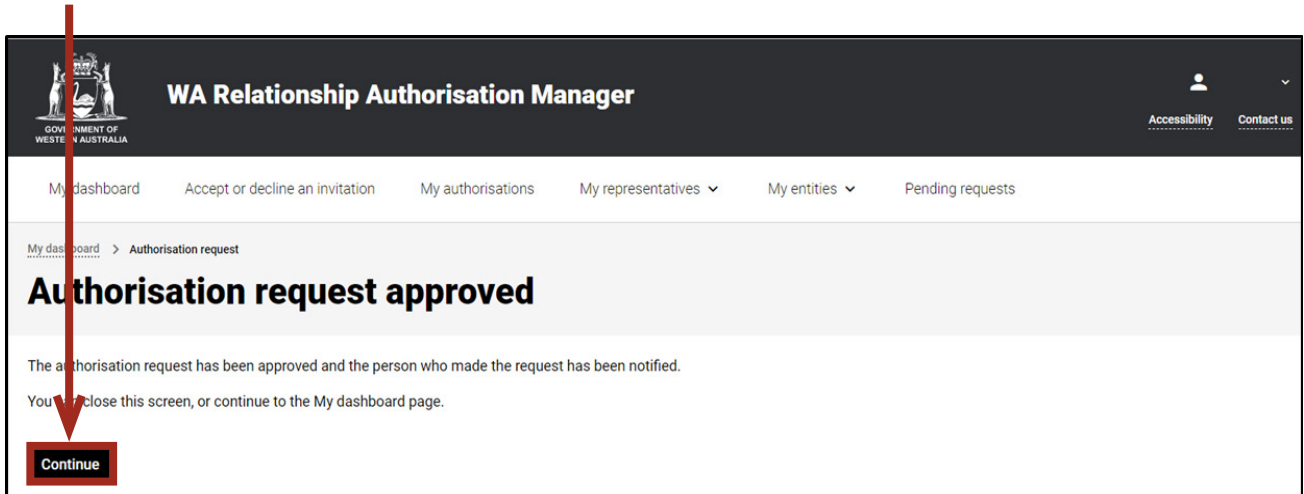 GOVERNMENT OF
WESTERN AUSTRALIA
WA Relationship Authorisation Manager
Accessibility
Contact us
My dashboard Accept or decline an invitation My authorisations My representatives My entities Pending requests
My dashboard > Authorisation request
Authorisation request approved
The authorisation request has been approved and the person who made the request has been notified.
You can close this screen, or continue to the My dashboard page.
Continue